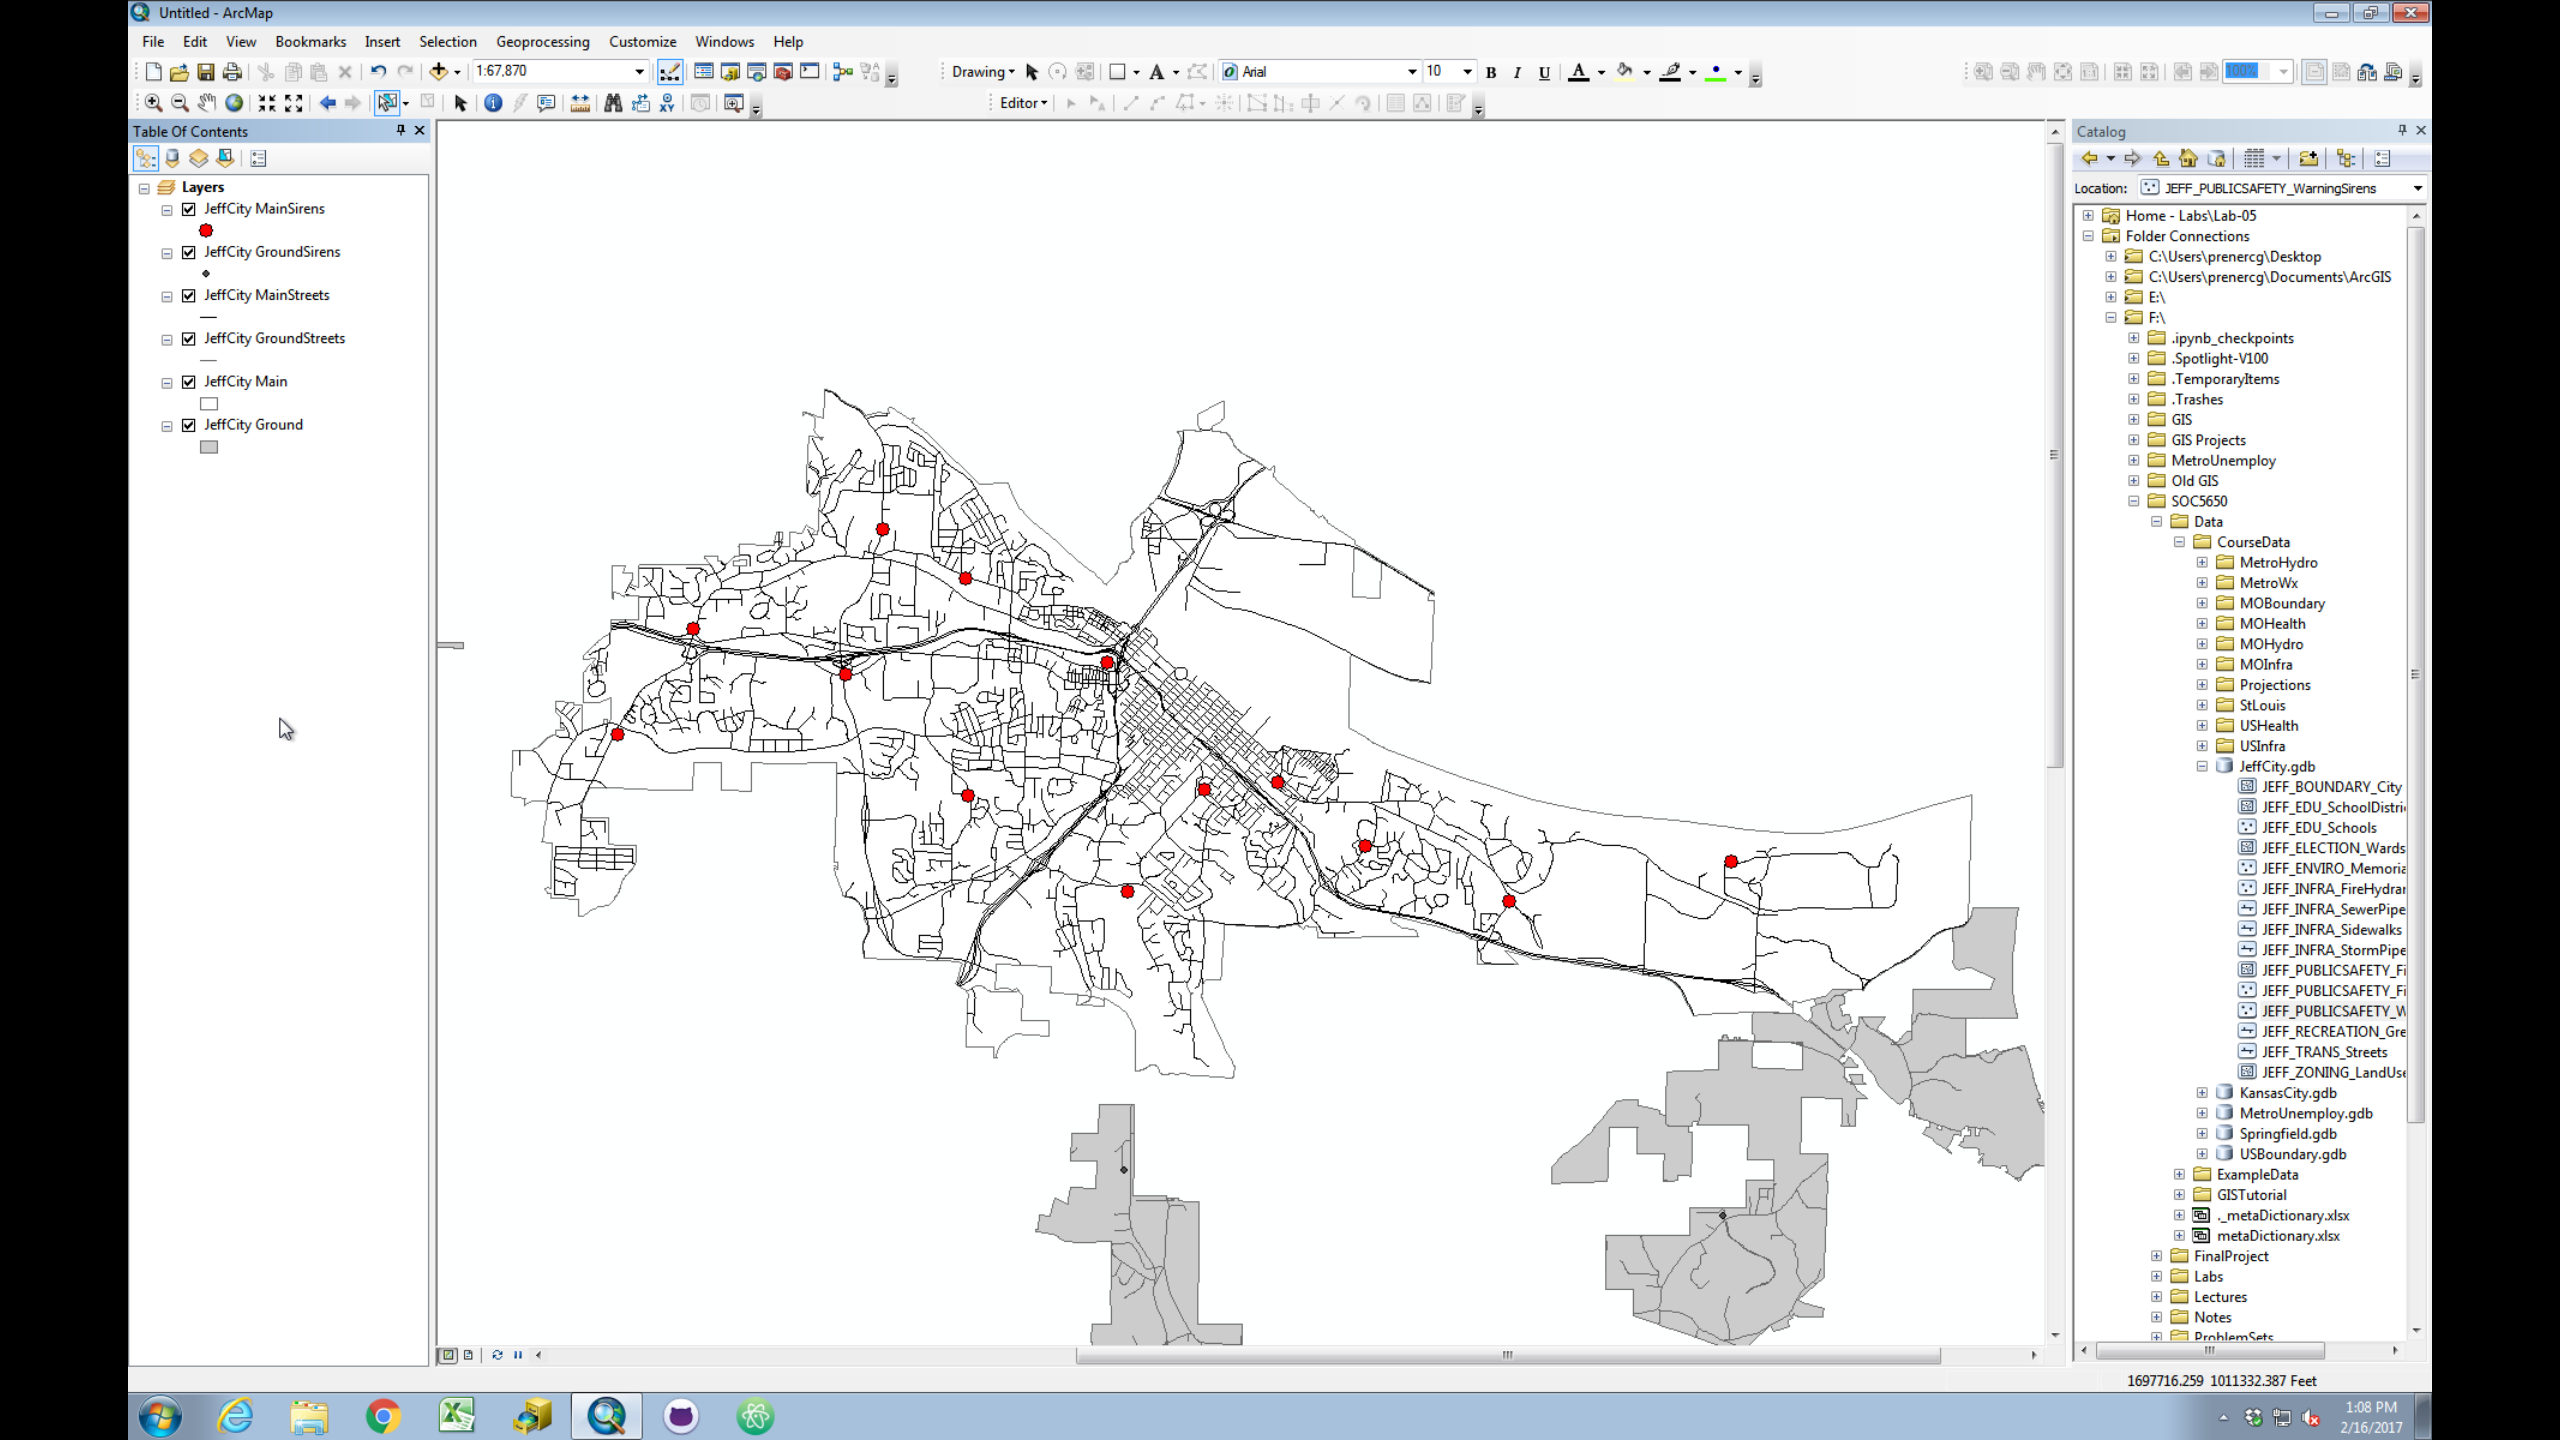 Untitled - ArcMap
File Edit View Bookmarks Insert Selection Geoprocessing Customize Windows Help
1:67,870 Drawing A Arial 10 B I U A 100%
Editor
Table Of Contents
Layers
JeffCity MainSirens
JeffCity GroundSirens
JeffCity MainStreets
JeffCity GroundStreets
JeffCity Main
JeffCity Ground
Catalog
Location: JEFF_PUBLICSAFETY_WarningSirens
Home - Labs\Lab-05
Folder Connections
C:\Users\prenercg\Desktop
C:\Users\prenercg\Documents\ArcGIS
E:\
F:\
.ipynb_checkpoints
.Spotlight-V100
.TemporaryItems
.Trashes
GIS
GIS Projects
MetroUnemploy
Old GIS
SOC5650
Data
CourseData
MetroHydro
MetroWx
MOBoundary
MOHealth
MOHydro
MOInfra
Projections
StLouis
USHealth
USInfra
JeffCity.gdb
JEFF_BOUNDARY_City
JEFF_EDU_SchoolDistri
JEFF_EDU_Schools
JEFF_ELECTION_Wards
JEFF_ENVIRO_Memoria
JEFF_INFRA_FireHydrar
JEFF_INFRA_SewerPipe
JEFF_INFRA_Sidewalks
JEFF_INFRA_StormPipe
JEFF_PUBLICSAFETY_Fi
JEFF_PUBLICSAFETY_Fi
JEFF_PUBLICSAFETY_W
JEFF_RECREATION_Gre
JEFF_TRANS_Streets
JEFF_ZONING_LandUse
KansasCity.gdb
MetroUnemploy.gdb
Springfield.gdb
USBoundary.gdb
ExampleData
GISTutorial
._metaDictionary.xlsx
metaDictionary.xlsx
FinalProject
Labs
Lectures
Notes
ProblemSets
1697716.259 1011332.387 Feet
1:08 PM
2/16/2017